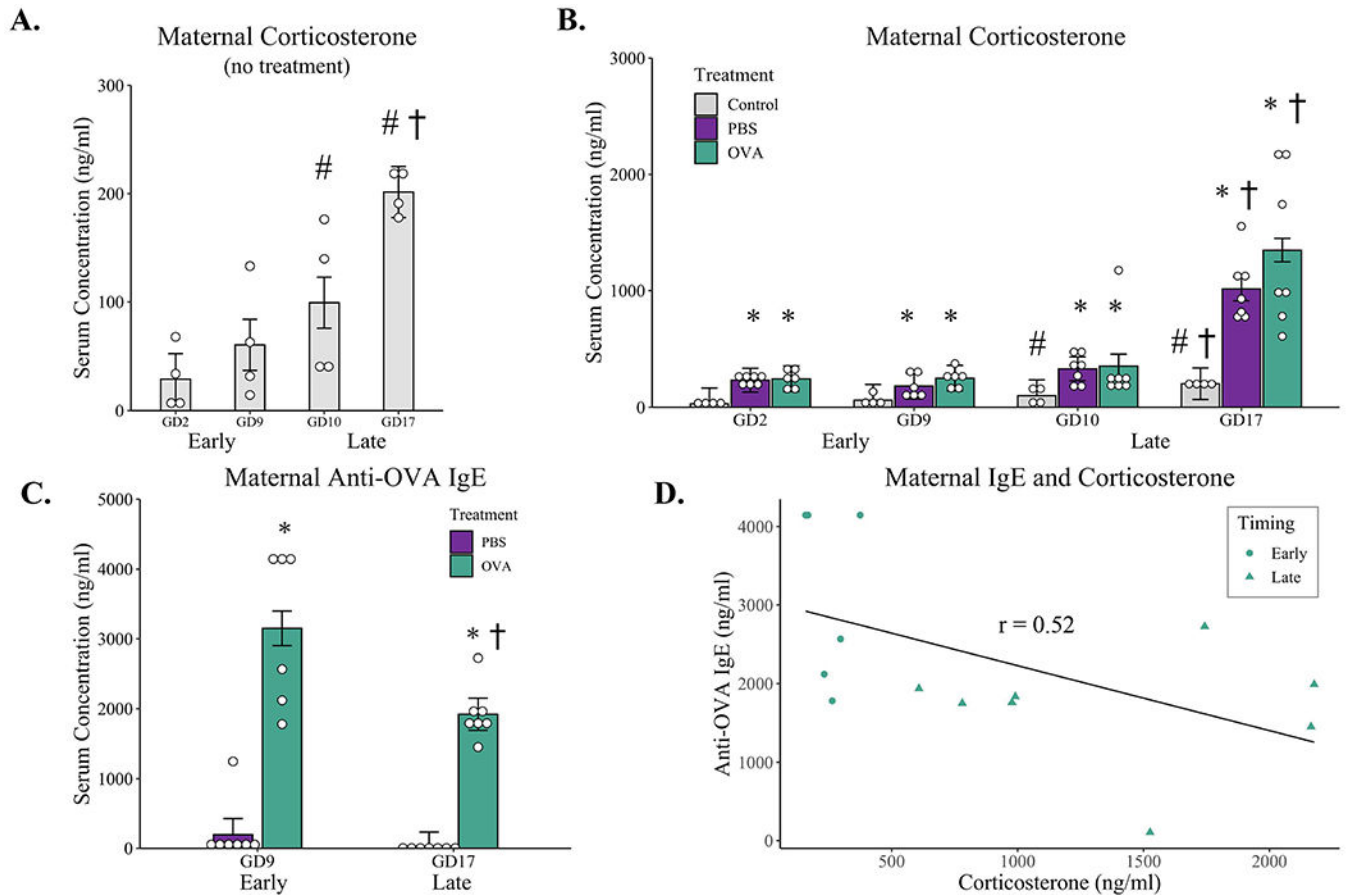 A.
Maternal Corticosterone
(no treatment)
Serum Concentration (ng/ml)
300
200
100
0
#
# †
GD2
GD9
GD10
GD17
Early
Late
B.
Maternal Corticosterone
Serum Concentration (ng/ml)
3000
2000
1000
0
Treatment
Control
PBS
OVA
* *
* *
#
* *
# †
* †
* †
GD2
GD9
GD10
GD17
Early
Late
C.
Maternal Anti-OVA IgE
Serum Concentration (ng/ml)
5000
4000
3000
2000
1000
0
Treatment
PBS
OVA
*
* †
GD9
GD17
Early
Late
D.
Maternal IgE and Corticosterone
Anti-OVA IgE (ng/ml)
4000
3000
2000
1000
0
Timing
Early
Late
r = 0.52
500
1000
1500
2000
Corticosterone (ng/ml)